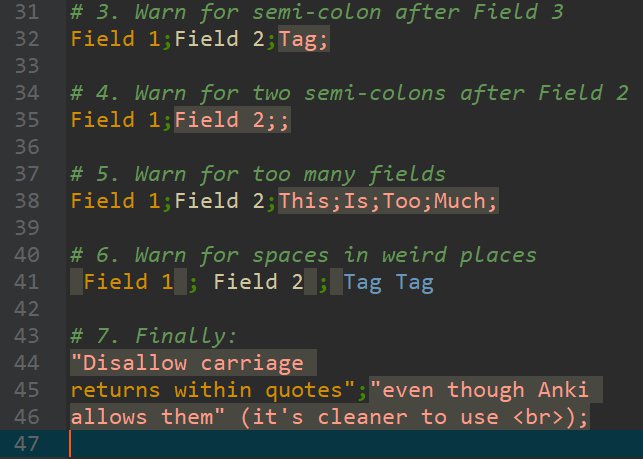 31 # 3. Warn for semi-colon after Field 3
32 Field 1;Field 2;Tag;
33
34 # 4. Warn for two semi-colons after Field 2
35 Field 1;Field 2;;
36
37 # 5. Warn for too many fields
38 Field 1;Field 2;This;Is;Too;Much;
39
40 # 6. Warn for spaces in weird places
41  Field 1 ; Field 2 ; Tag Tag
42
43 # 7. Finally:
44 "Disallow carriage
45 returns within quotes";"even though Anki
46 allows them" (it's cleaner to use <br>);
47